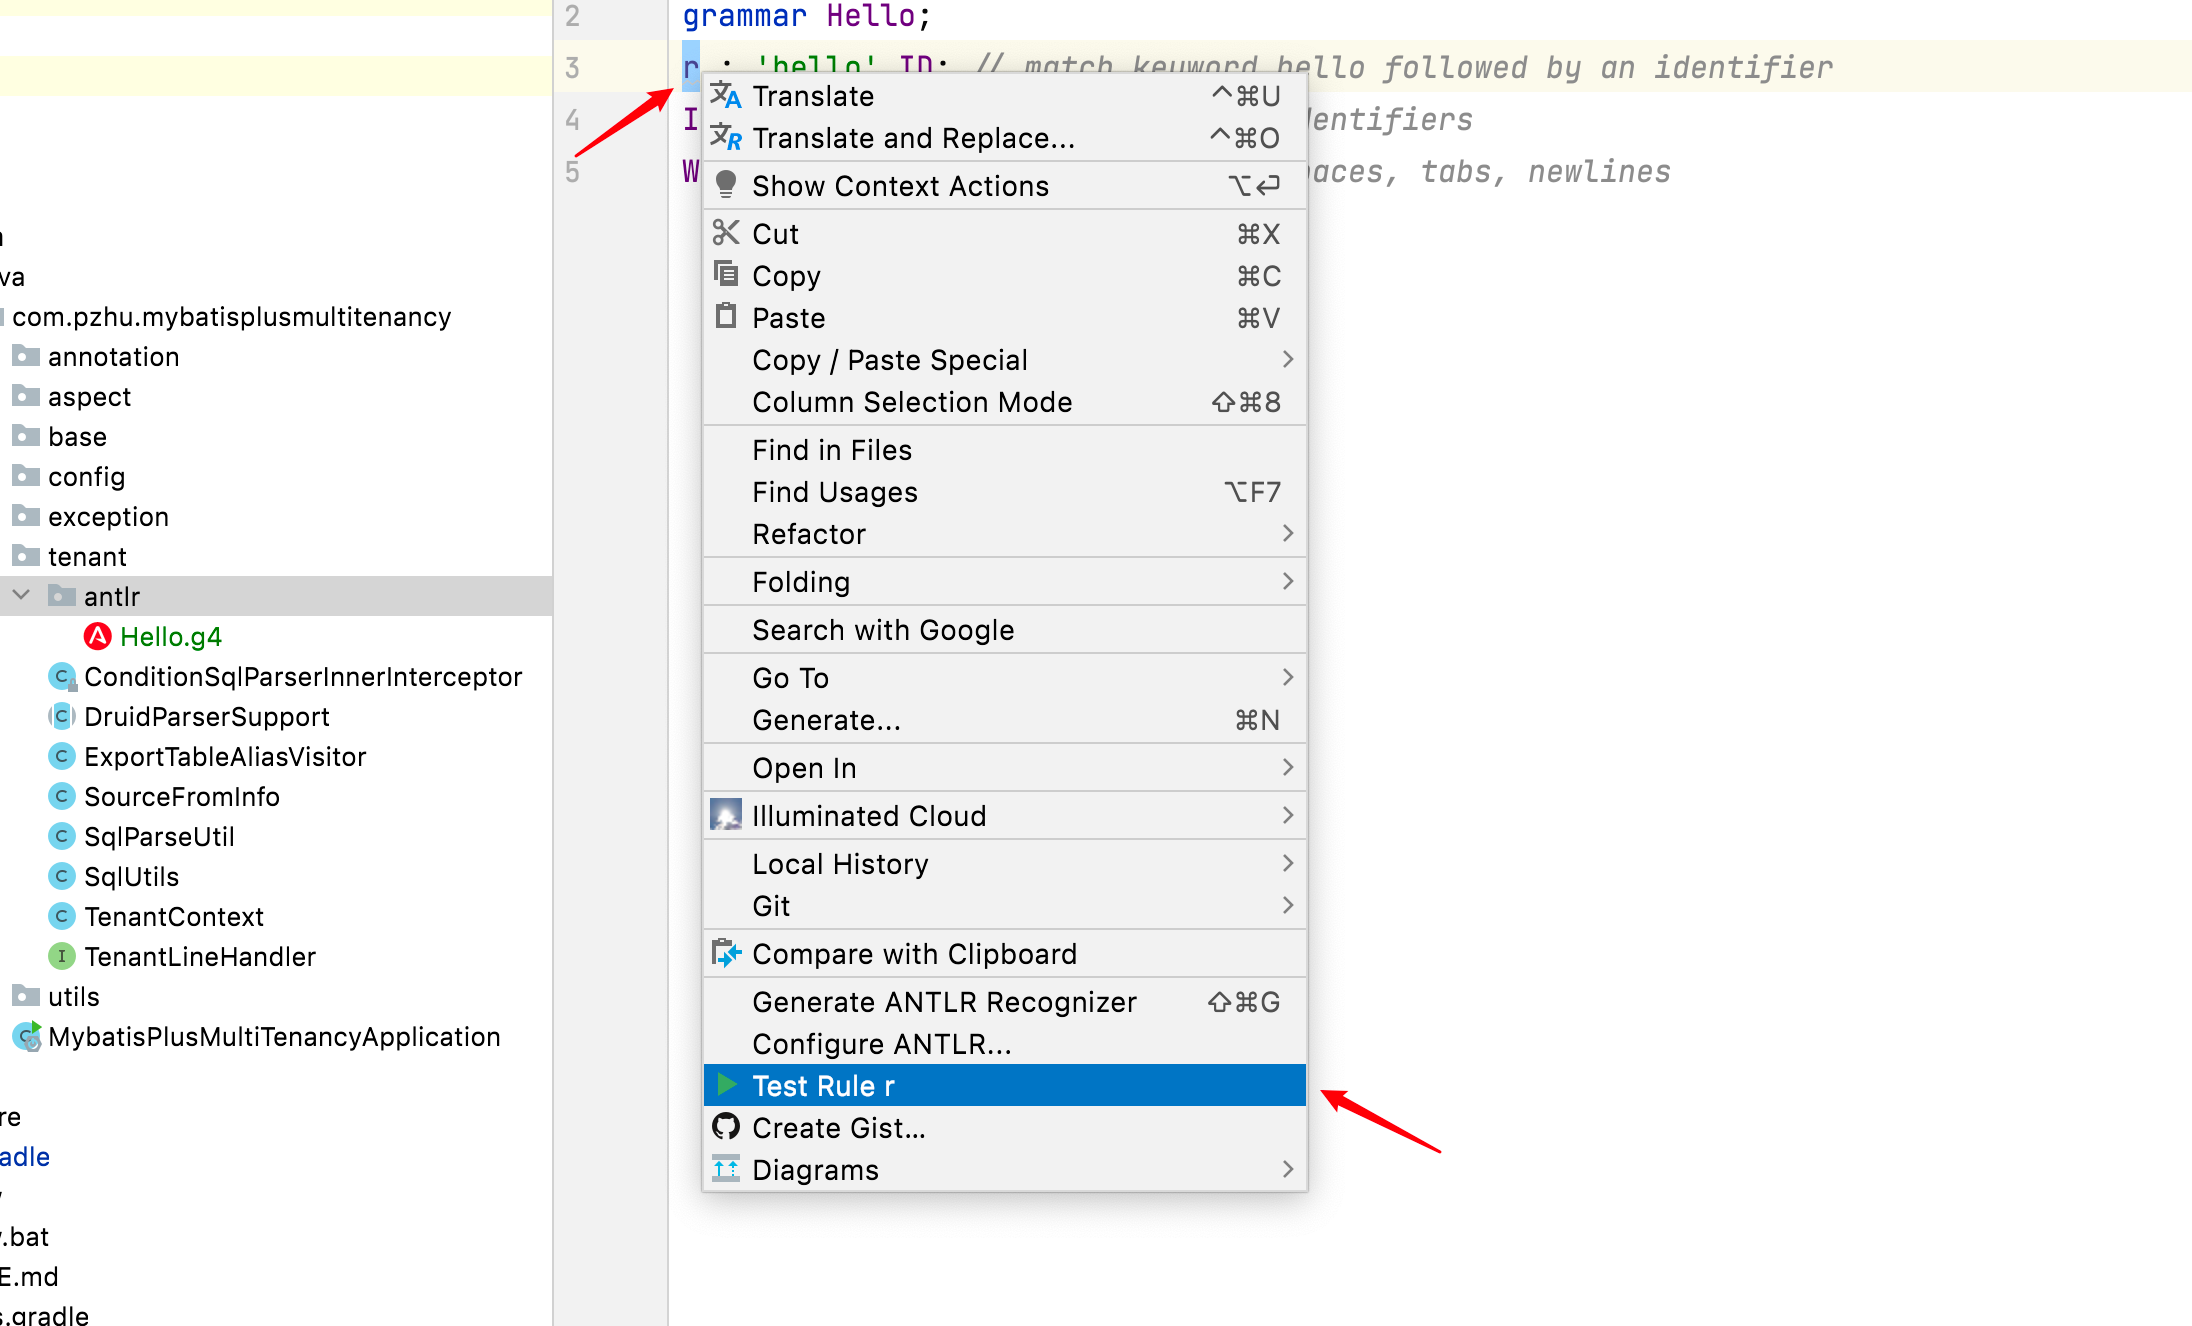 com.pzhu.mybatisplusmultitenancy
annotation
aspect
base
config
exception
tenant
antlr
Hello.g4
ConditionSqlParserInnerInterceptor
DruidParserSupport
ExportTableAliasVisitor
SourceFromInfo
SqlParseUtil
SqlUtils
TenantContext
TenantLineHandler
utils
MybatisPlusMultiTenancyApplication
re
adle
.bat
E.md
s.gradle
2 grammar Hello;
3 r : 'hello' ID; // match keyword hello followed by an identifier
4 I entifiers
5 W aces, tabs, newlines
Translate ^⌘U
Translate and Replace... ^⌘O
Show Context Actions ⌥↩
Cut ⌘X
Copy ⌘C
Paste ⌘V
Copy / Paste Special
Column Selection Mode ⇧⌘8
Find in Files
Find Usages ⌥F7
Refactor
Folding
Search with Google
Go To
Generate... ⌘N
Open In
Illuminated Cloud
Local History
Git
Compare with Clipboard
Generate ANTLR Recognizer ⇧⌘G
Configure ANTLR...
Test Rule r
Create Gist...
Diagrams